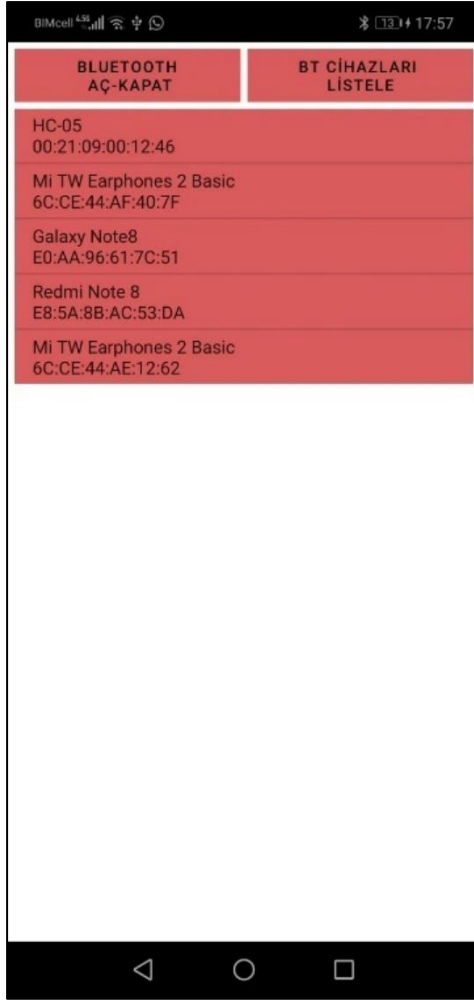 BIMcell 4.5G 13 17:57
BLUETOOTH
AÇ-KAPAT
BT CİHAZLARI
LİSTELE
HC-05
00:21:09:00:12:46
Mi TW Earphones 2 Basic
6C:CE:44:AF:40:7F
Galaxy Note8
E0:AA:96:61:7C:51
Redmi Note 8
E8:5A:8B:AC:53:DA
Mi TW Earphones 2 Basic
6C:CE:44:AE:12:62